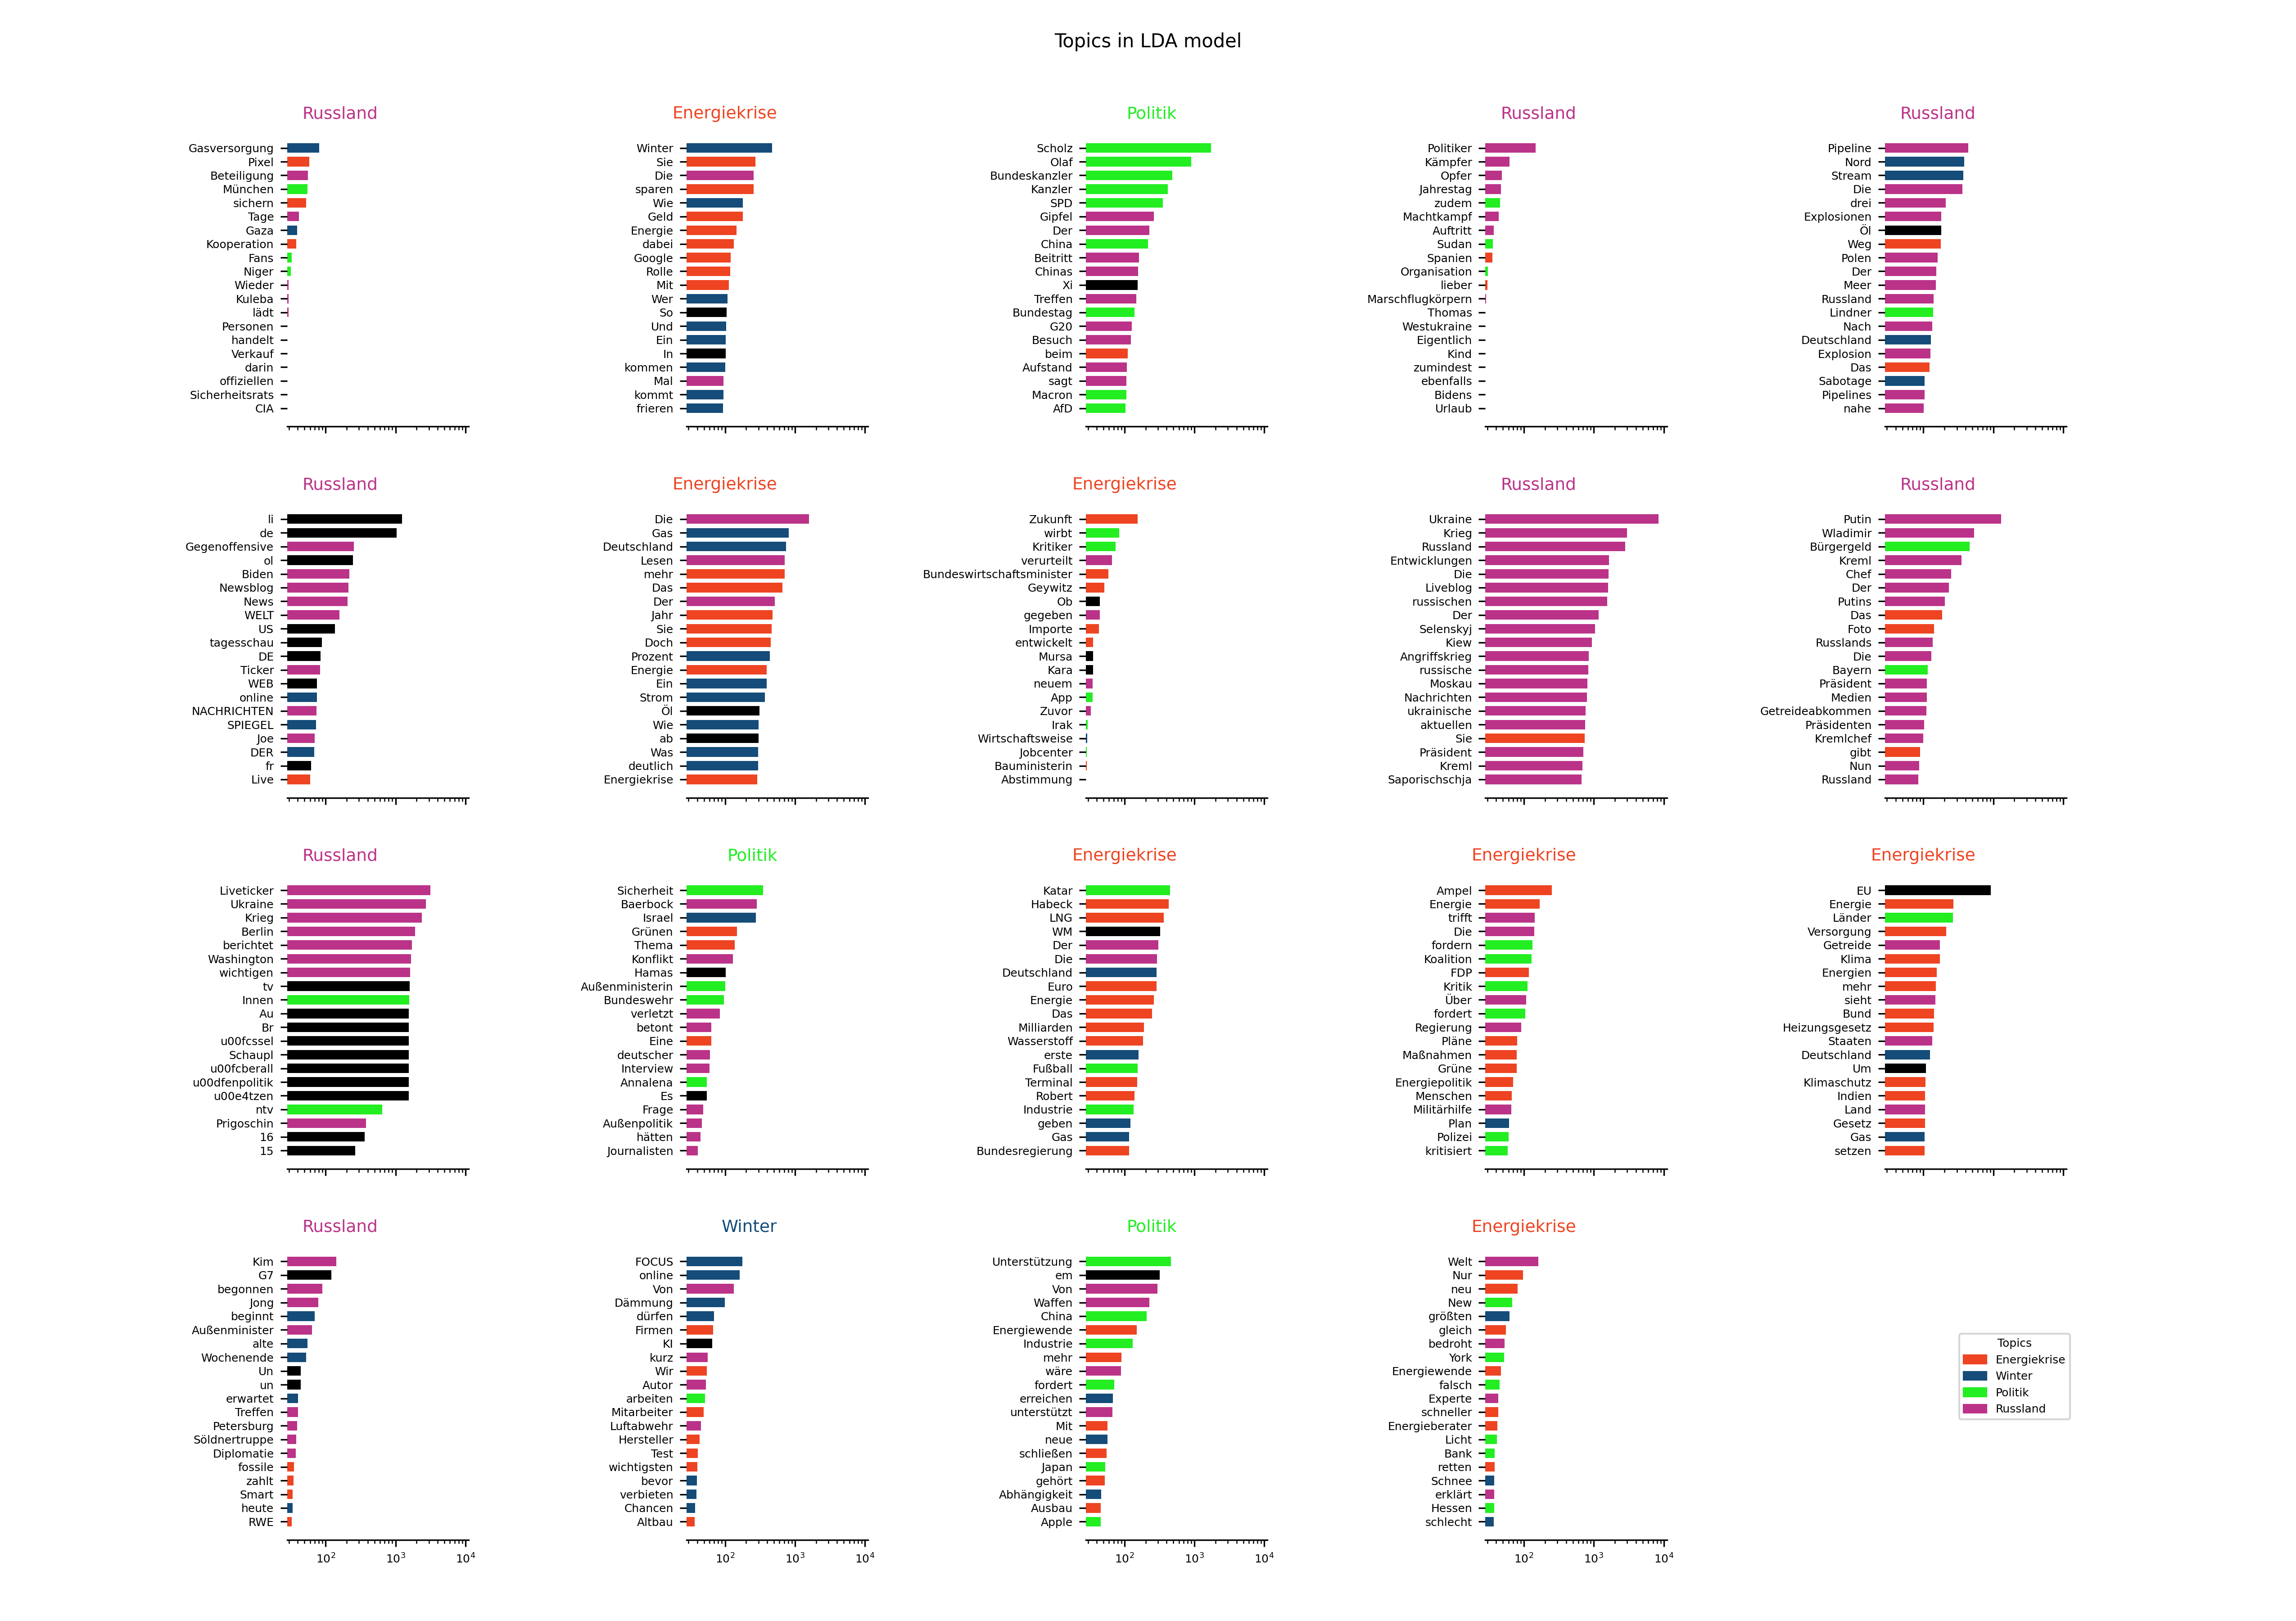 Topics in LDA model
Russland
Gasversorgung
Pixel
Beteiligung
München
sichern
Tage
Gaza
Kooperation
Fans
Niger
Wieder
Kuleba
lädt
Personen
handelt
Verkauf
darin
offiziellen
Sicherheitsrats
CIA
Energiekrise
Winter
Sie
Die
sparen
Wie
Geld
Energie
dabei
Google
Rolle
Mit
Wer
So
Und
Ein
In
kommen
Mal
kommt
frieren
Politik
Scholz
Olaf
Bundeskanzler
Kanzler
SPD
Gipfel
Der
China
Beitritt
Chinas
Xi
Treffen
Bundestag
G20
Besuch
beim
Aufstand
sagt
Macron
AfD
Russland
Politiker
Kämpfer
Opfer
Jahrestag
zudem
Machtkampf
Auftritt
Sudan
Spanien
Organisation
lieber
Marschflugkörpern
Thomas
Westukraine
Eigentlich
Kind
zumindest
ebenfalls
Bidens
Urlaub
Russland
Pipeline
Nord
Stream
Die
drei
Explosionen
Öl
Weg
Polen
Der
Meer
Russland
Lindner
Nach
Deutschland
Explosion
Das
Sabotage
Pipelines
nahe
Russland
li
de
Gegenoffensive
ol
Biden
Newsblog
News
WELT
US
tagesschau
DE
Ticker
WEB
online
NACHRICHTEN
SPIEGEL
Joe
DER
fr
Live
Energiekrise
Die
Gas
Deutschland
Lesen
mehr
Das
Der
Jahr
Sie
Doch
Prozent
Energie
Ein
Strom
Öl
Wie
ab
Was
deutlich
Energiekrise
Energiekrise
Zukunft
wirbt
Kritiker
verurteilt
Bundeswirtschaftsminister
Geywitz
Ob
gegeben
Importe
entwickelt
Mursa
Kara
neuem
App
Zuvor
Irak
Wirtschaftsweise
Jobcenter
Bauministerin
Abstimmung
Russland
Ukraine
Krieg
Russland
Entwicklungen
Die
Liveblog
russischen
Der
Selenskyj
Kiew
Angriffskrieg
russische
Moskau
Nachrichten
ukrainische
aktuellen
Sie
Präsident
Kreml
Saporischschja
Russland
Putin
Wladimir
Bürgergeld
Kreml
Chef
Der
Putins
Das
Foto
Russlands
Die
Bayern
Präsident
Medien
Getreideabkommen
Präsidenten
Kremlchef
gibt
Nun
Russland
Russland
Liveticker
Ukraine
Krieg
Berlin
berichtet
Washington
wichtigen
tv
Innen
Au
Br
u00fcssel
Schaupl
u00fcberall
u00dfenpolitik
u00e4tzen
ntv
Prigoschin
16
15
Politik
Sicherheit
Baerbock
Israel
Grünen
Thema
Konflikt
Hamas
Außenministerin
Bundeswehr
verletzt
betont
Eine
deutscher
Interview
Annalena
Es
Frage
Außenpolitik
hätten
Journalisten
Energiekrise
Katar
Habeck
LNG
WM
Der
Die
Deutschland
Euro
Energie
Das
Milliarden
Wasserstoff
erste
Fußball
Terminal
Robert
Industrie
geben
Gas
Bundesregierung
Energiekrise
Ampel
Energie
trifft
Die
fordern
Koalition
FDP
Kritik
Über
fordert
Regierung
Pläne
Maßnahmen
Grüne
Energiepolitik
Menschen
Militärhilfe
Plan
Polizei
kritisiert
Energiekrise
EU
Energie
Länder
Versorgung
Getreide
Klima
Energien
mehr
sieht
Bund
Heizungsgesetz
Staaten
Deutschland
Um
Klimaschutz
Indien
Land
Gesetz
Gas
setzen
Russland
Kim
G7
begonnen
Jong
beginnt
Außenminister
alte
Wochenende
Un
un
erwartet
Treffen
Petersburg
Söldnertruppe
Diplomatie
fossile
zahlt
Smart
heute
RWE
10² 10³ 10⁴
Winter
FOCUS
online
Von
Dämmung
dürfen
Firmen
KI
kurz
Wir
Autor
arbeiten
Mitarbeiter
Luftabwehr
Hersteller
Test
wichtigsten
bevor
verbieten
Chancen
Altbau
10² 10³ 10⁴
Politik
Unterstützung
em
Von
Waffen
China
Energiewende
Industrie
mehr
wäre
fordert
erreichen
unterstützt
Mit
neue
schließen
Japan
gehört
Abhängigkeit
Ausbau
Apple
10² 10³ 10⁴
Energiekrise
Welt
Nur
neu
New
größten
gleich
bedroht
York
Energiewende
falsch
Experte
schneller
Energieberater
Licht
Bank
retten
Schnee
erklärt
Hessen
schlecht
10² 10³ 10⁴
Topics
Energiekrise
Winter
Politik
Russland